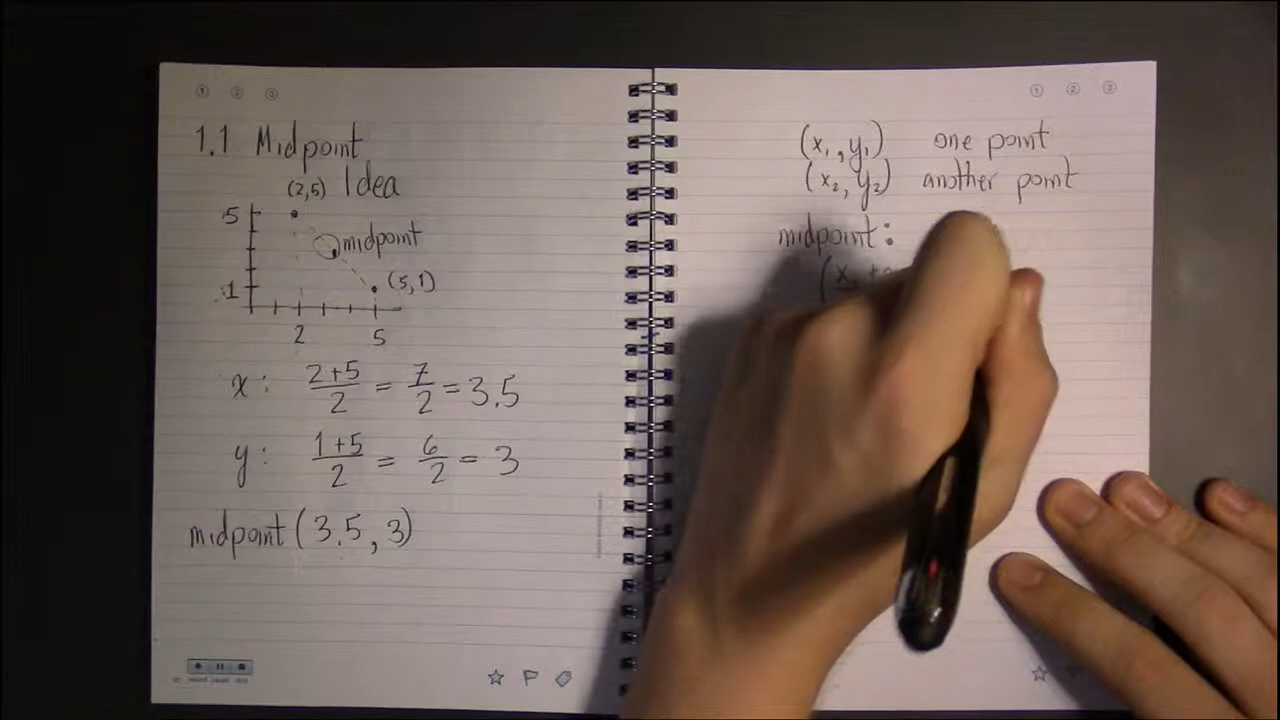 1.1 Midpoint
Idea
(2,5)
5
midpoint
1
(5,1)
2 5
x: 2+5/2 = 7/2 = 3.5
y: 1+5/2 = 6/2 = 3
midpoint (3.5, 3)
(x₁, y₁) one point
(x₂, y₂) another point
midpoint: